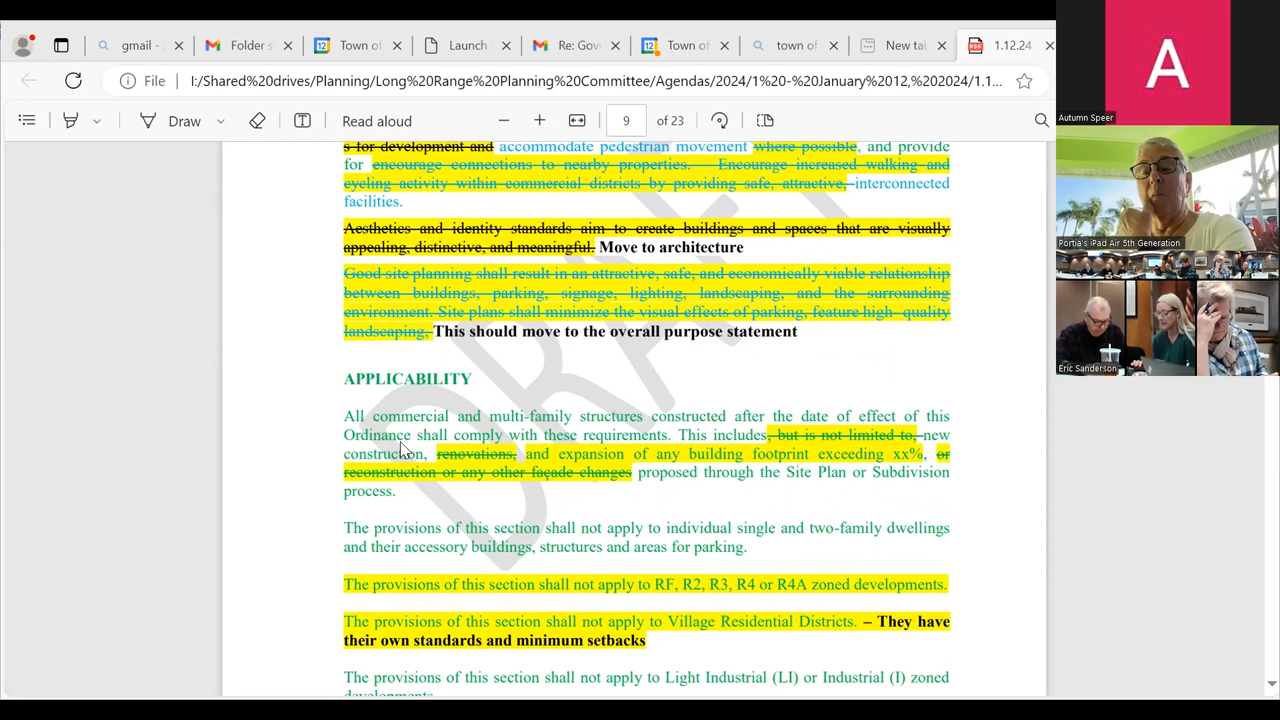 gmail -
Folder s
Town of
Launch
Re: Gov
Town of
town of
New tab
1.12.24
File
I:/Shared%20drives/Planning/Long%20Range%20Planning%20Committee/Agendas/2024/1%20-%20January%2012,%202024/1.1...
Draw
Read aloud
9 of 23
s for development and accommodate pedestrian movement where possible, and provide
for encourage connections to nearby properties. Encourage increased walking and
cycling activity within commercial districts by providing safe, attractive, interconnected
facilities.
Aesthetics and identity standards aim to create buildings and spaces that are visually
appealing, distinctive, and meaningful. Move to architecture
Good site planning shall result in an attractive, safe, and economically viable relationship
between buildings, parking, signage, lighting, landscaping, and the surrounding
environment. Site plans shall minimize the visual effects of parking, feature high- quality
landscaping, This should move to the overall purpose statement
APPLICABILITY
All commercial and multi-family structures constructed after the date of effect of this
Ordinance shall comply with these requirements. This includes, but is not limited to, new
construction, renovations, and expansion of any building footprint exceeding xx%, or
reconstruction or any other façade changes proposed through the Site Plan or Subdivision
process.
The provisions of this section shall not apply to individual single and two-family dwellings
and their accessory buildings, structures and areas for parking.
The provisions of this section shall not apply to RF, R2, R3, R4 or R4A zoned developments.
The provisions of this section shall not apply to Village Residential Districts. – They have
their own standards and minimum setbacks
The provisions of this section shall not apply to Light Industrial (LI) or Industrial (I) zoned
developments.
DRAFT
A
Autumn Speer
Portia's iPad Air 5th Generation
Eric Sanderson